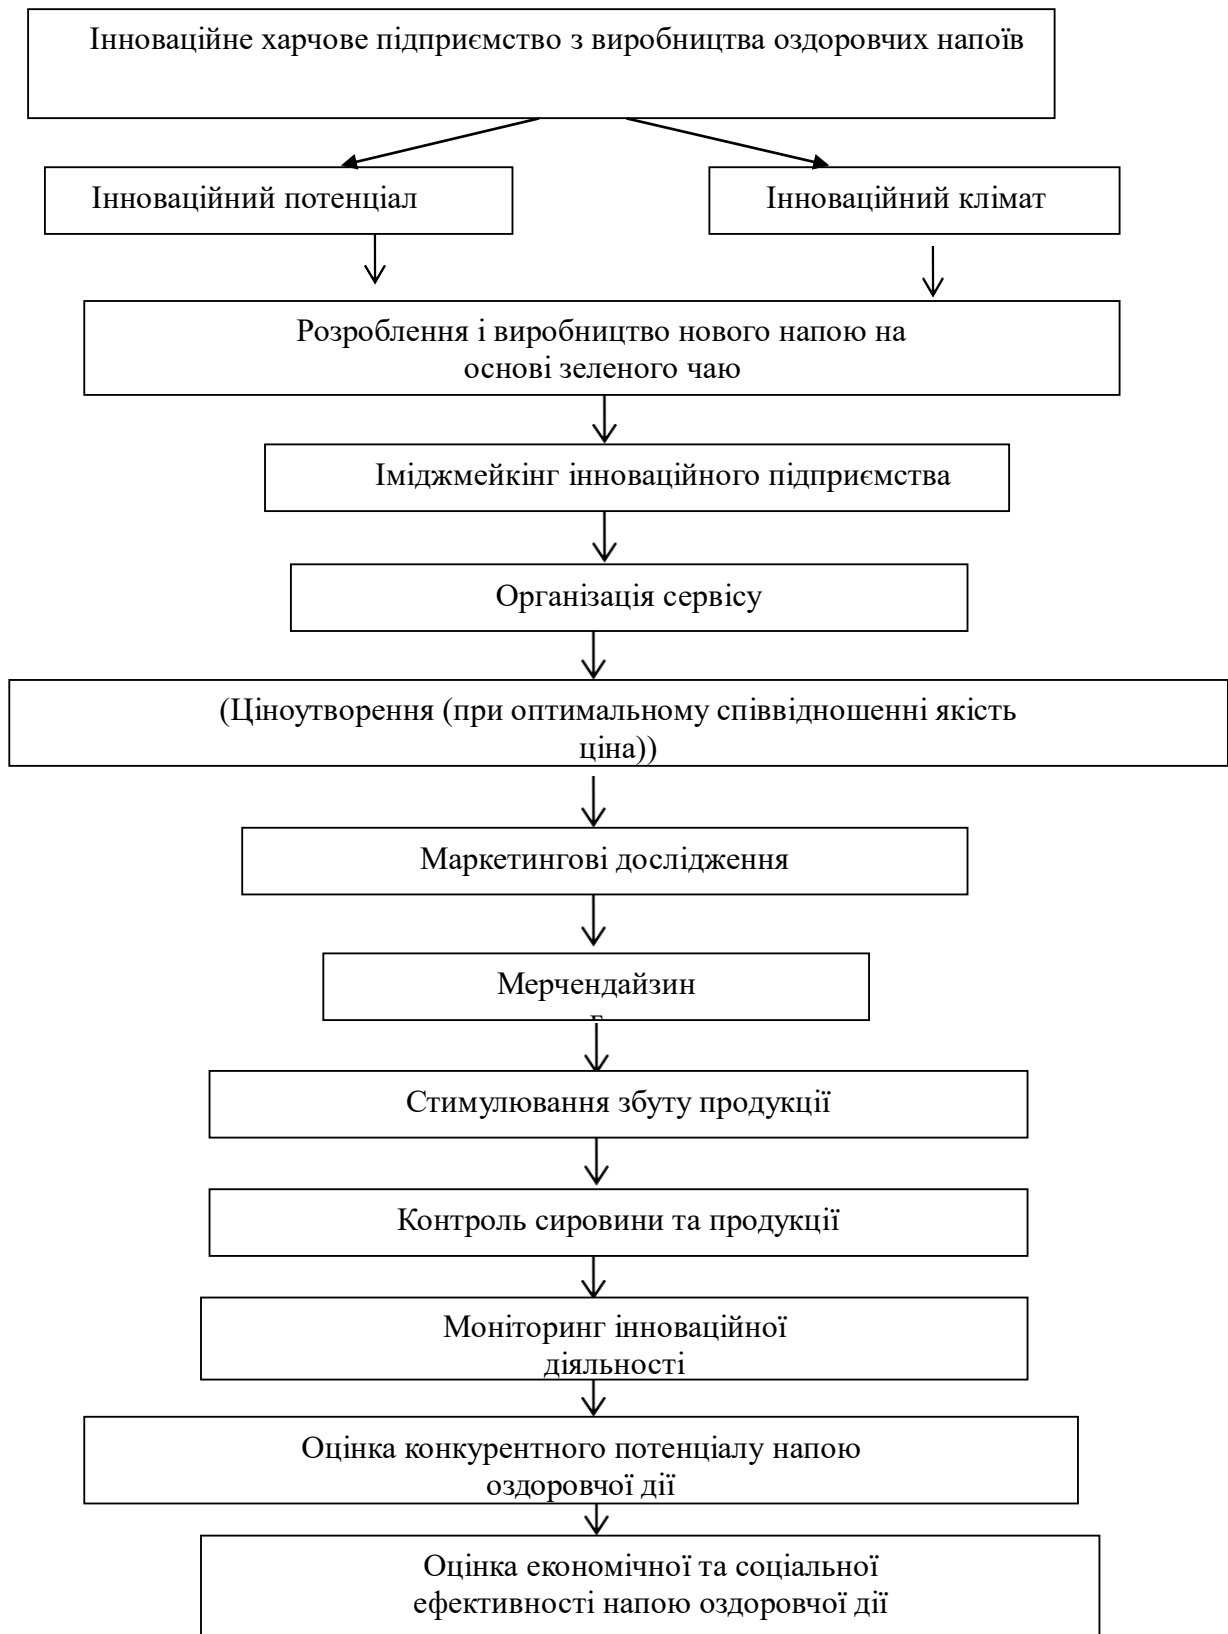 Інноваційне харчове підприємство з виробництва оздоровчих напоїв
Інноваційний потенціал
Інноваційний клімат
Розроблення і виробництво нового напою на
основі зеленого чаю
Іміджмейкінг інноваційного підприємства
Організація сервісу
(Ціноутворення (при оптимальному співвідношенні якість
ціна))
Маркетингові дослідження
Мерчендайзин
г
Стимулювання збуту продукції
Контроль сировини та продукції
Моніторинг інноваційної
діяльності
Оцінка конкурентного потенціалу напою
оздоровчої дії
Оцінка економічної та соціальної
ефективності напою оздоровчої дії